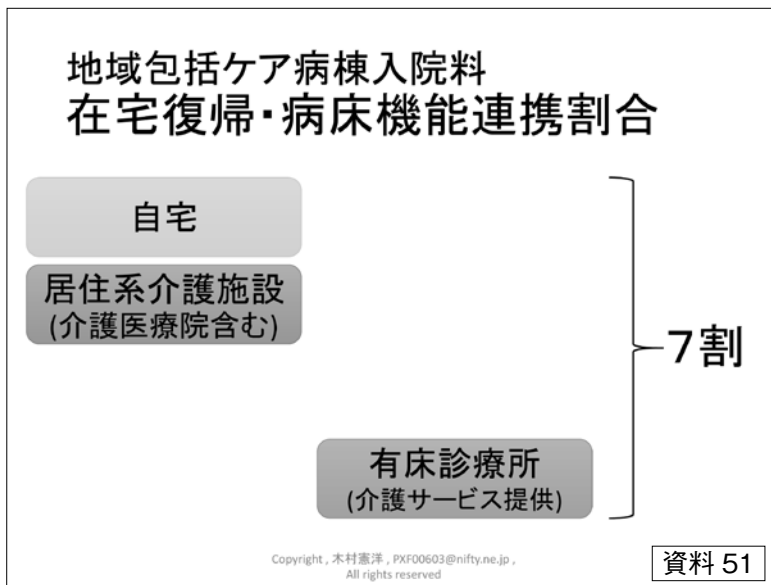 地域包括ケア病棟入院料
在宅復帰・病床機能連携割合
自宅
居住系介護施設
(介護医療院含む)
7割
有床診療所
(介護サービス提供)
Copyright , 木村憲洋 , PXF00603@nifty.ne.jp ,
All rights reserved
資料 51